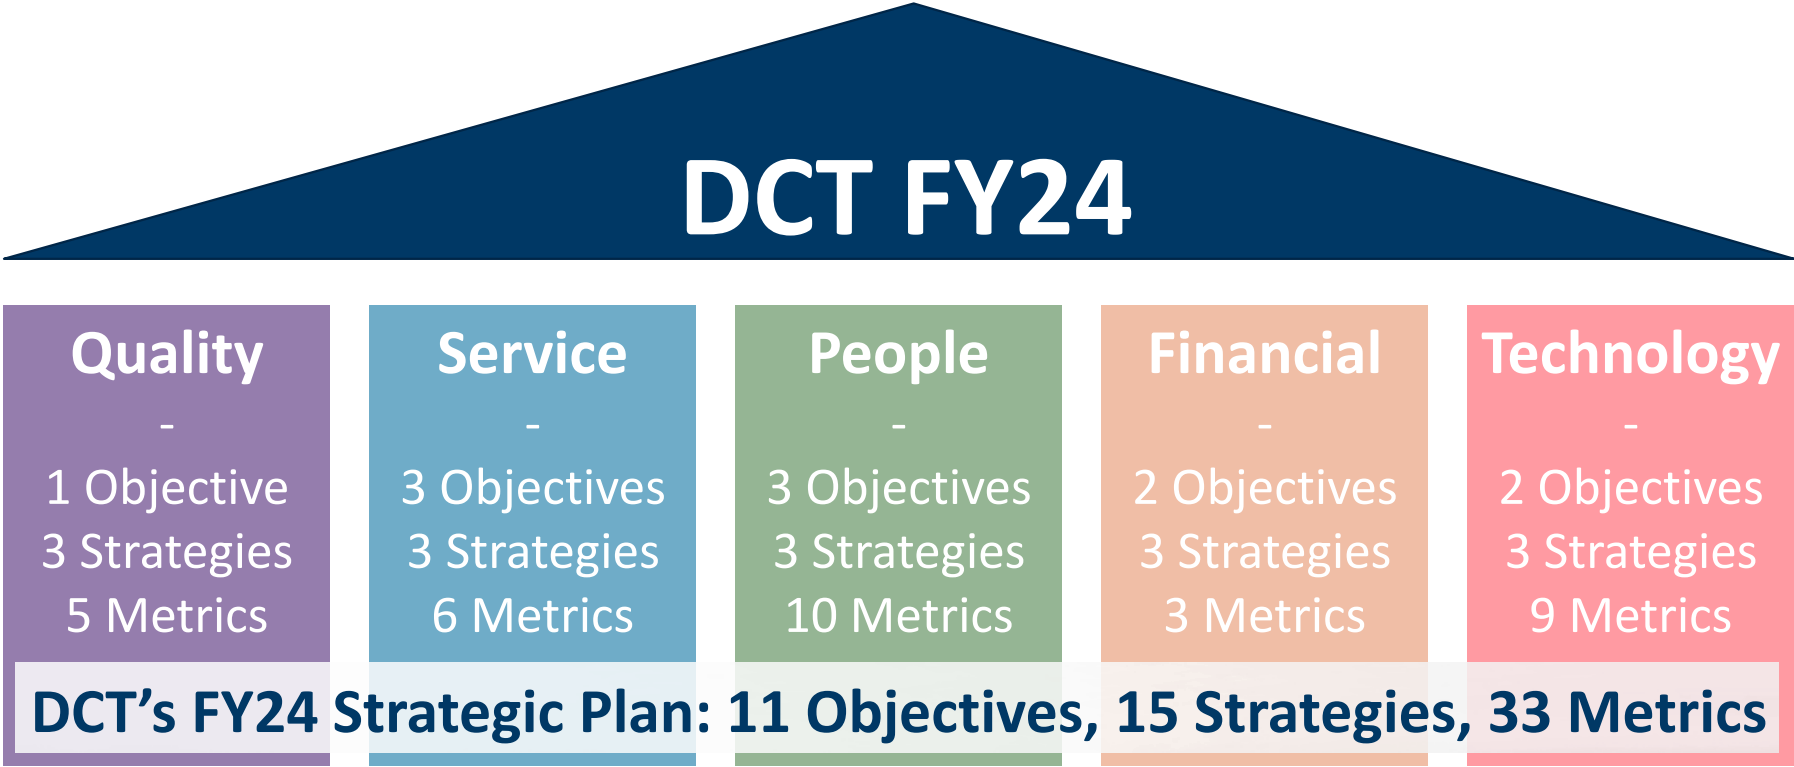 DCT FY24
Quality
-
1 Objective
3 Strategies
5 Metrics
Service
-
3 Objectives
3 Strategies
6 Metrics
People
-
3 Objectives
3 Strategies
10 Metrics
Financial
-
2 Objectives
3 Strategies
3 Metrics
Technology
-
2 Objectives
3 Strategies
9 Metrics
DCT’s FY24 Strategic Plan: 11 Objectives, 15 Strategies, 33 Metrics